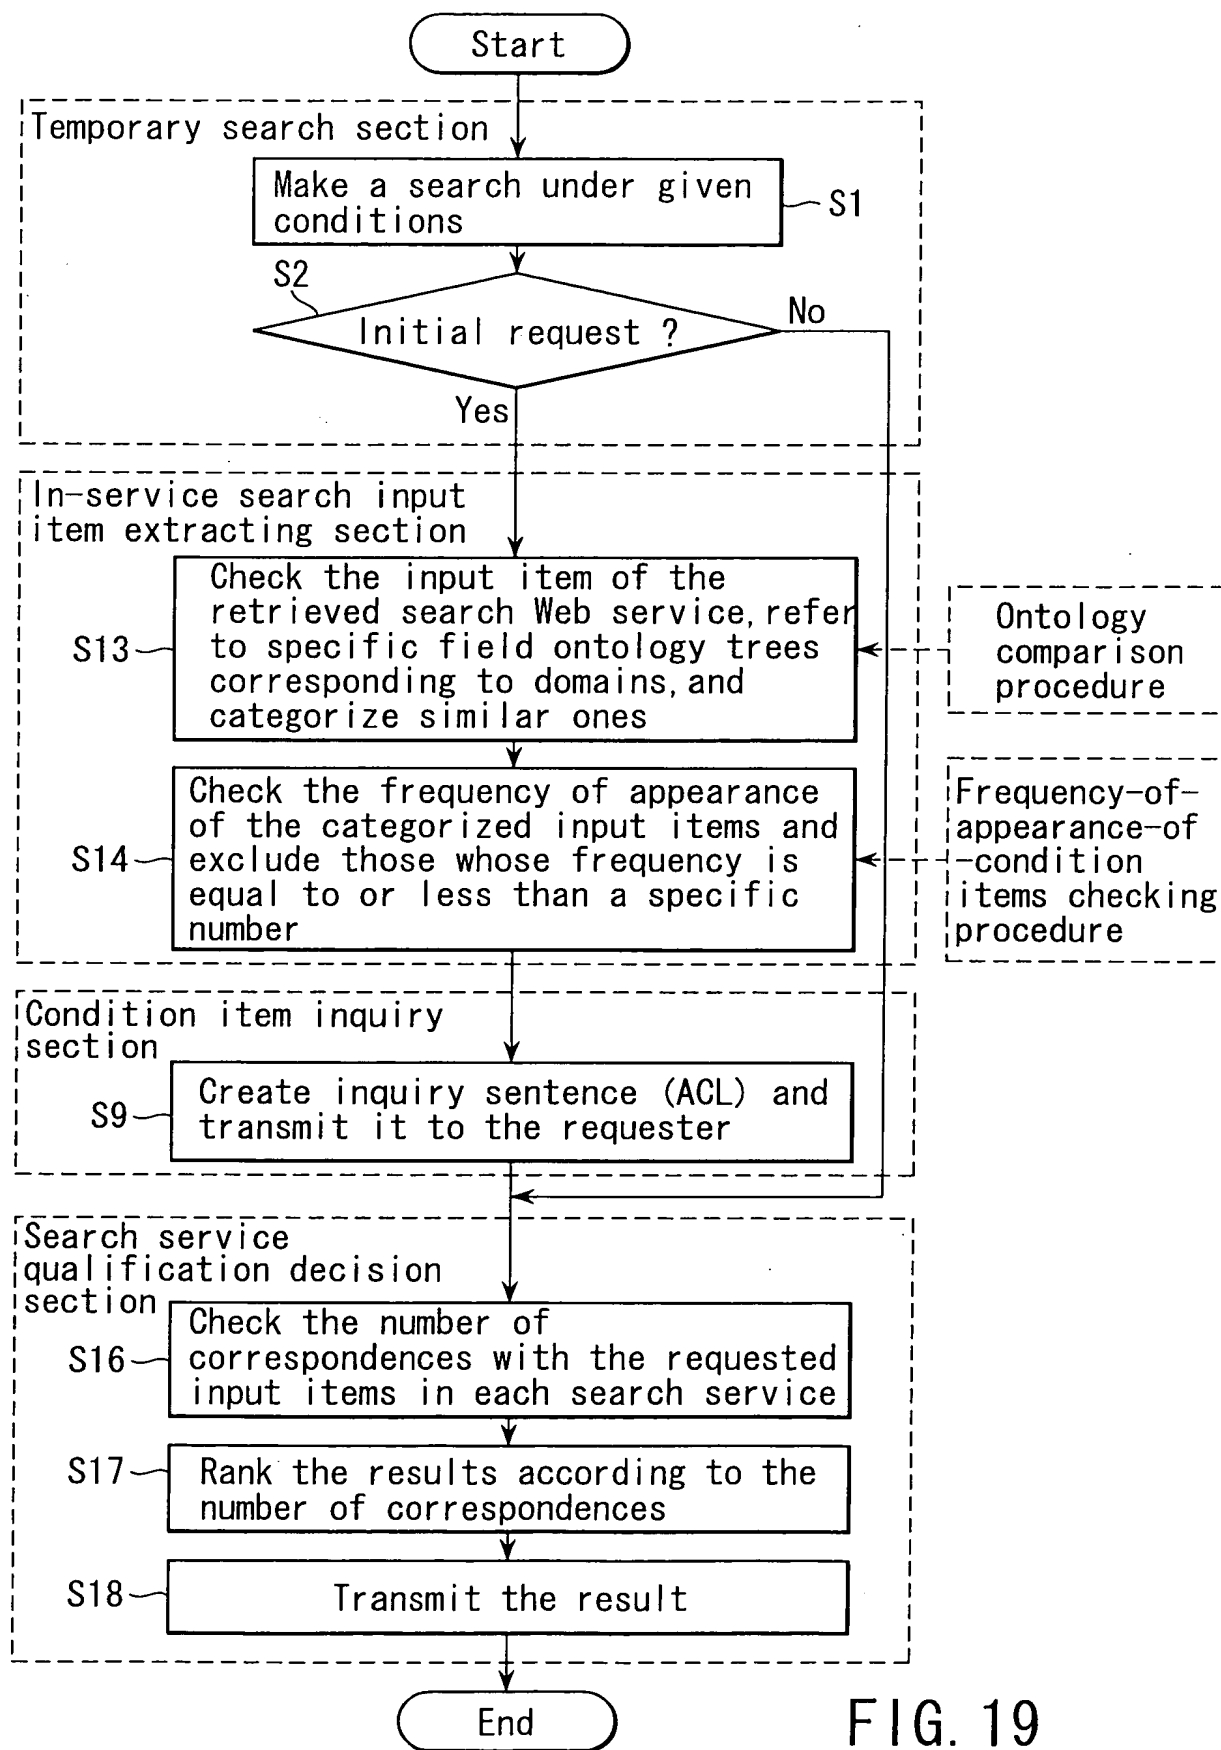 Start
Temporary search section
Make a search under given
conditions
S1
S2
Initial request ?
No
Yes
In-service search input
item extracting section
Check the input item of the
retrieved search Web service, refer
to specific field ontology trees
corresponding to domains, and
categorize similar ones
S13
Ontology
comparison
procedure
Check the frequency of appearance
of the categorized input items and
exclude those whose frequency is
equal to or less than a specific
number
S14
Frequency-of-
appearance-of
-condition
items checking
procedure
Condition item inquiry
section
Create inquiry sentence (ACL) and
transmit it to the requester
S9
Search service
qualification decision
section
Check the number of
correspondences with the requested
input items in each search service
S16
Rank the results according to the
number of correspondences
S17
Transmit the result
S18
End
FIG. 19